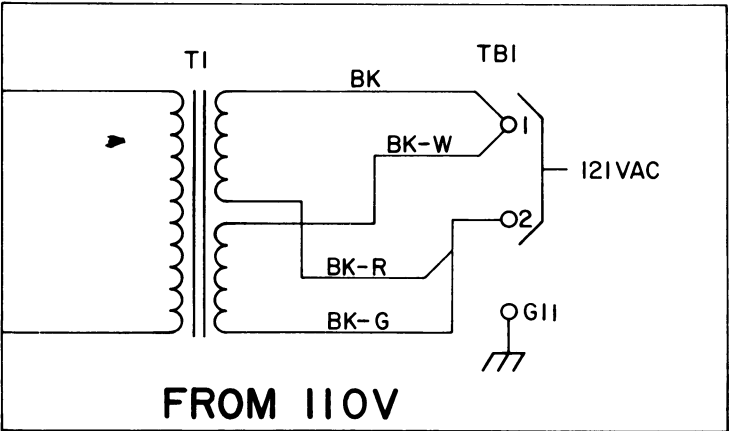 T1
TB1
BK
1
BK-W
121VAC
2
BK-R
G11
BK-G
FROM 110V